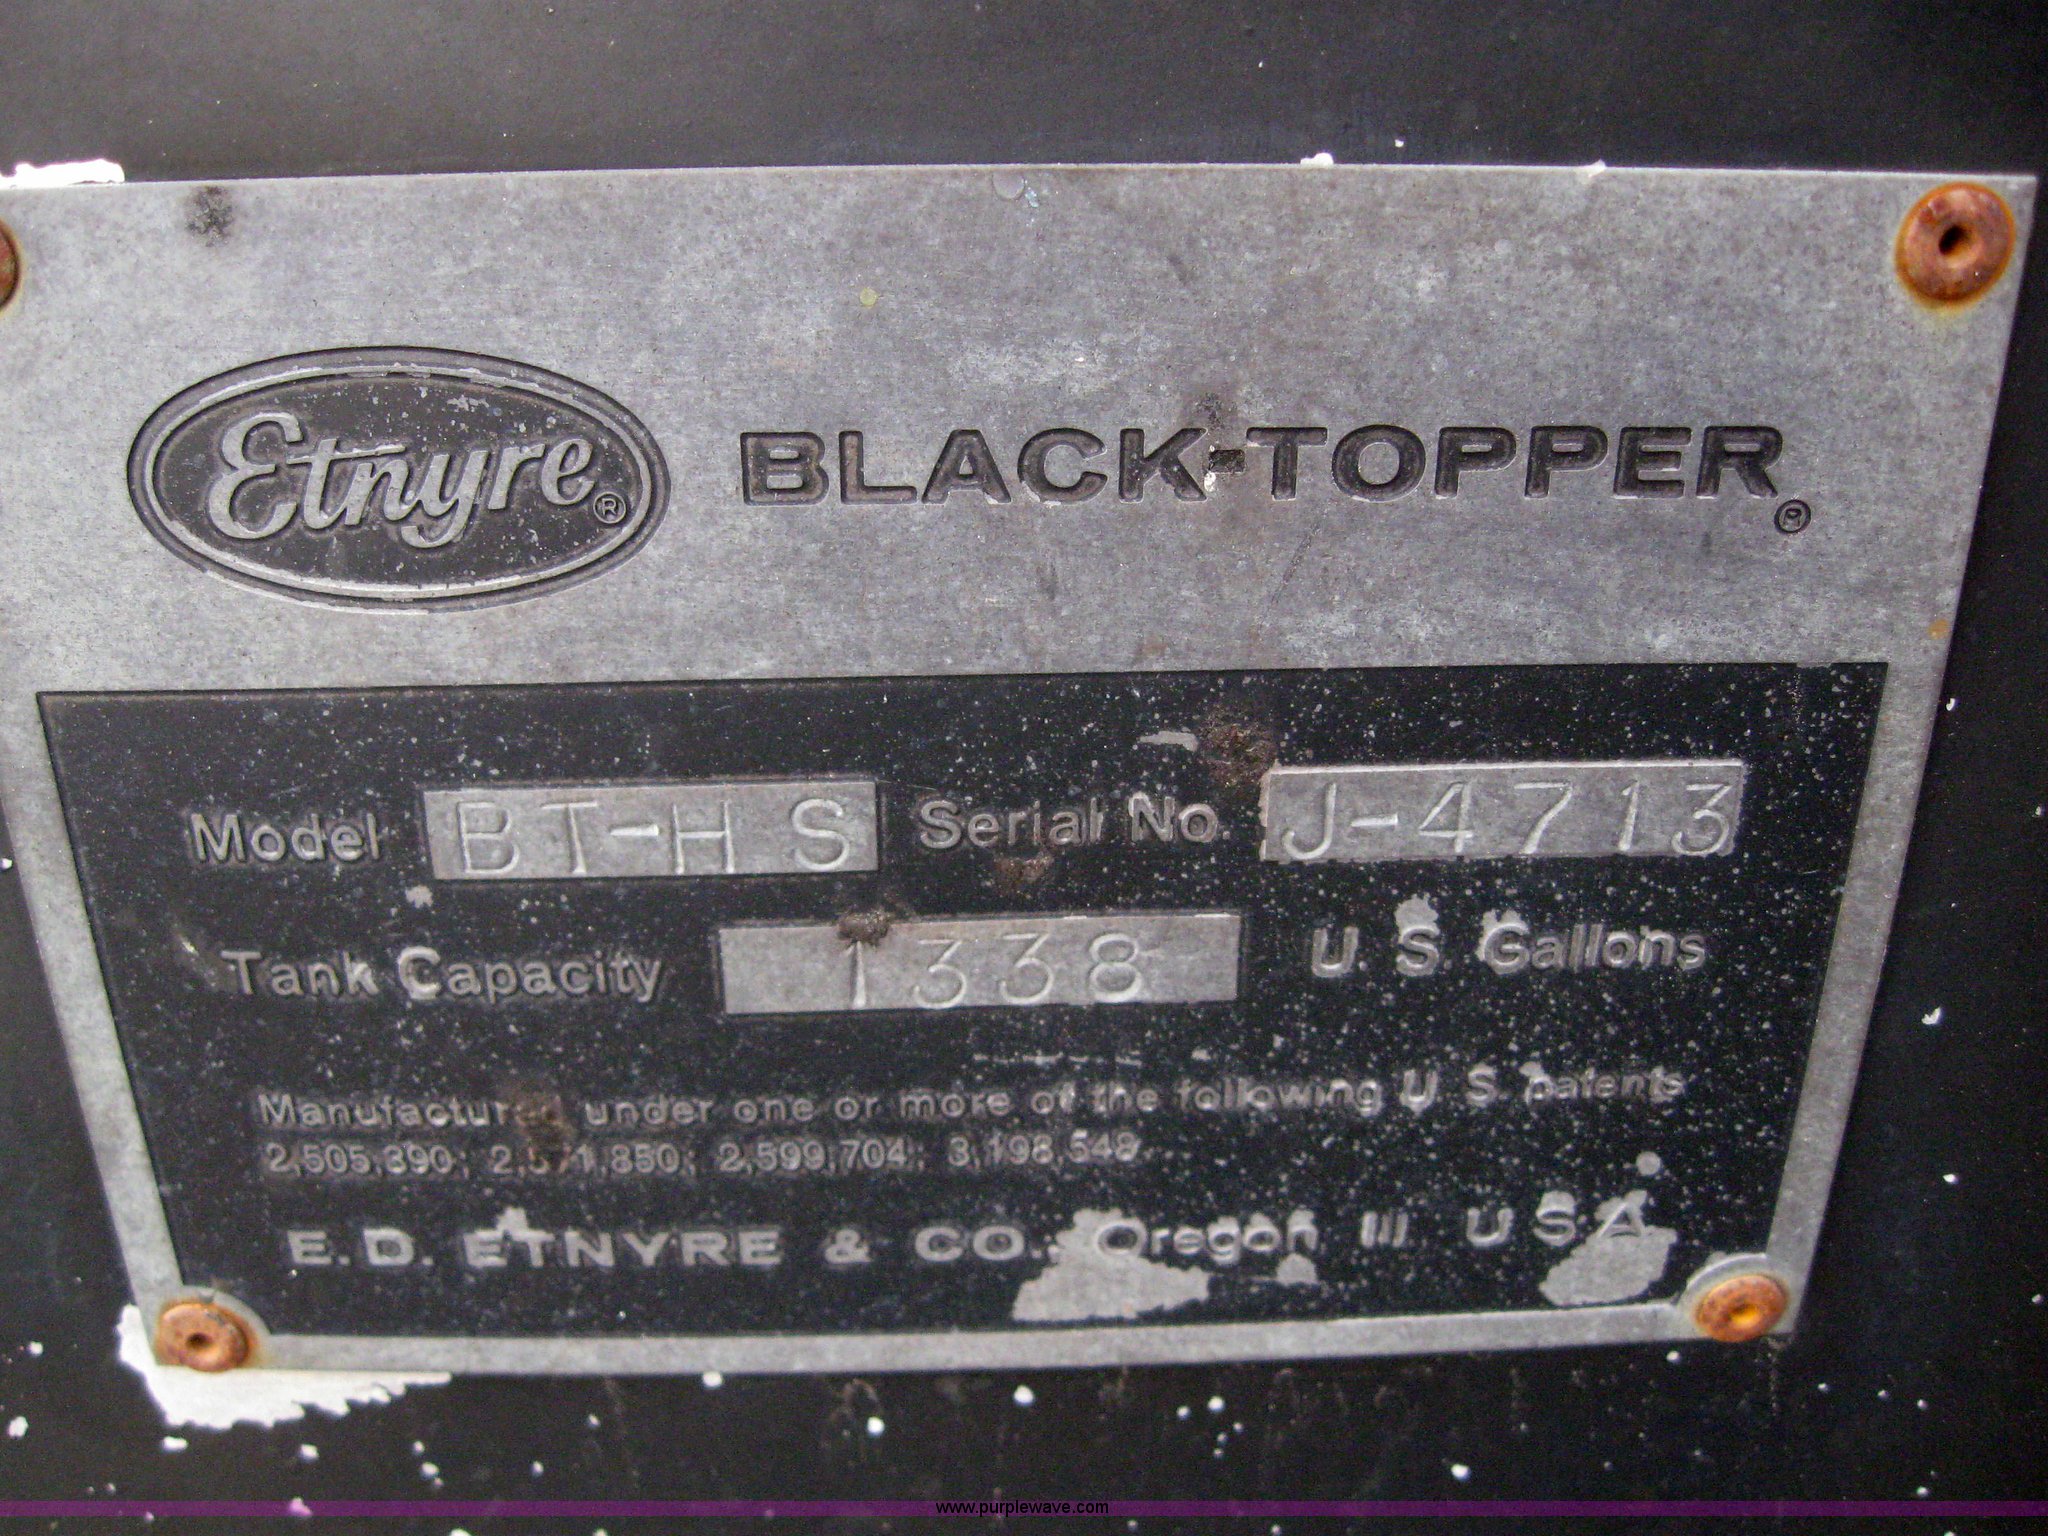 Etnyre®
BLACK-TOPPER®
Model BT-HS Serial No. J-4713
Tank Capacity 1338 U. S. Gallons
under one or more of the following U. S. patents
2,505,390; 2,599,704; 3,198,548
E. D. ETNYRE & CO., Oregon Ill USA
www.purplewave.com